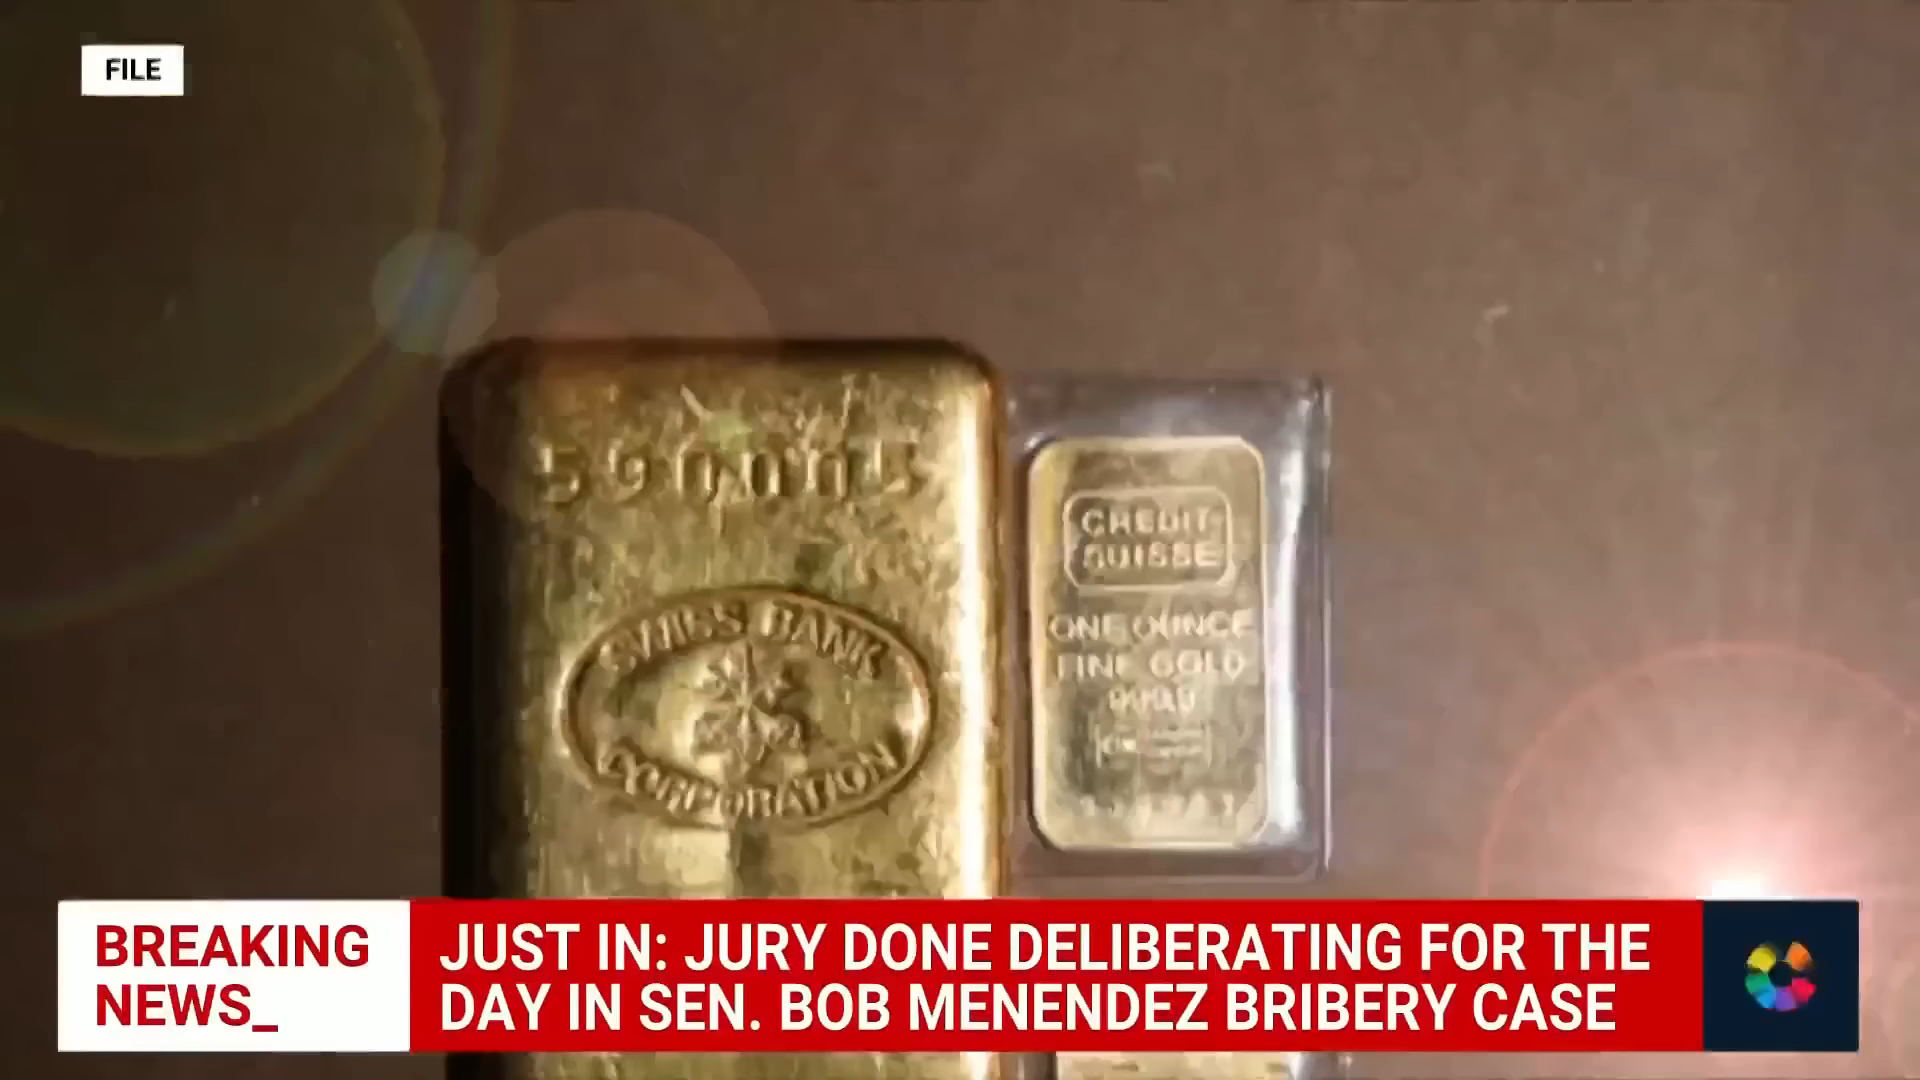 FILE
SWISS BANK
CORPORATION
CREDIT
SUISSE
ONE OUNCE
FINE GOLD
BREAKING
NEWS_
JUST IN: JURY DONE DELIBERATING FOR THE
DAY IN SEN. BOB MENENDEZ BRIBERY CASE